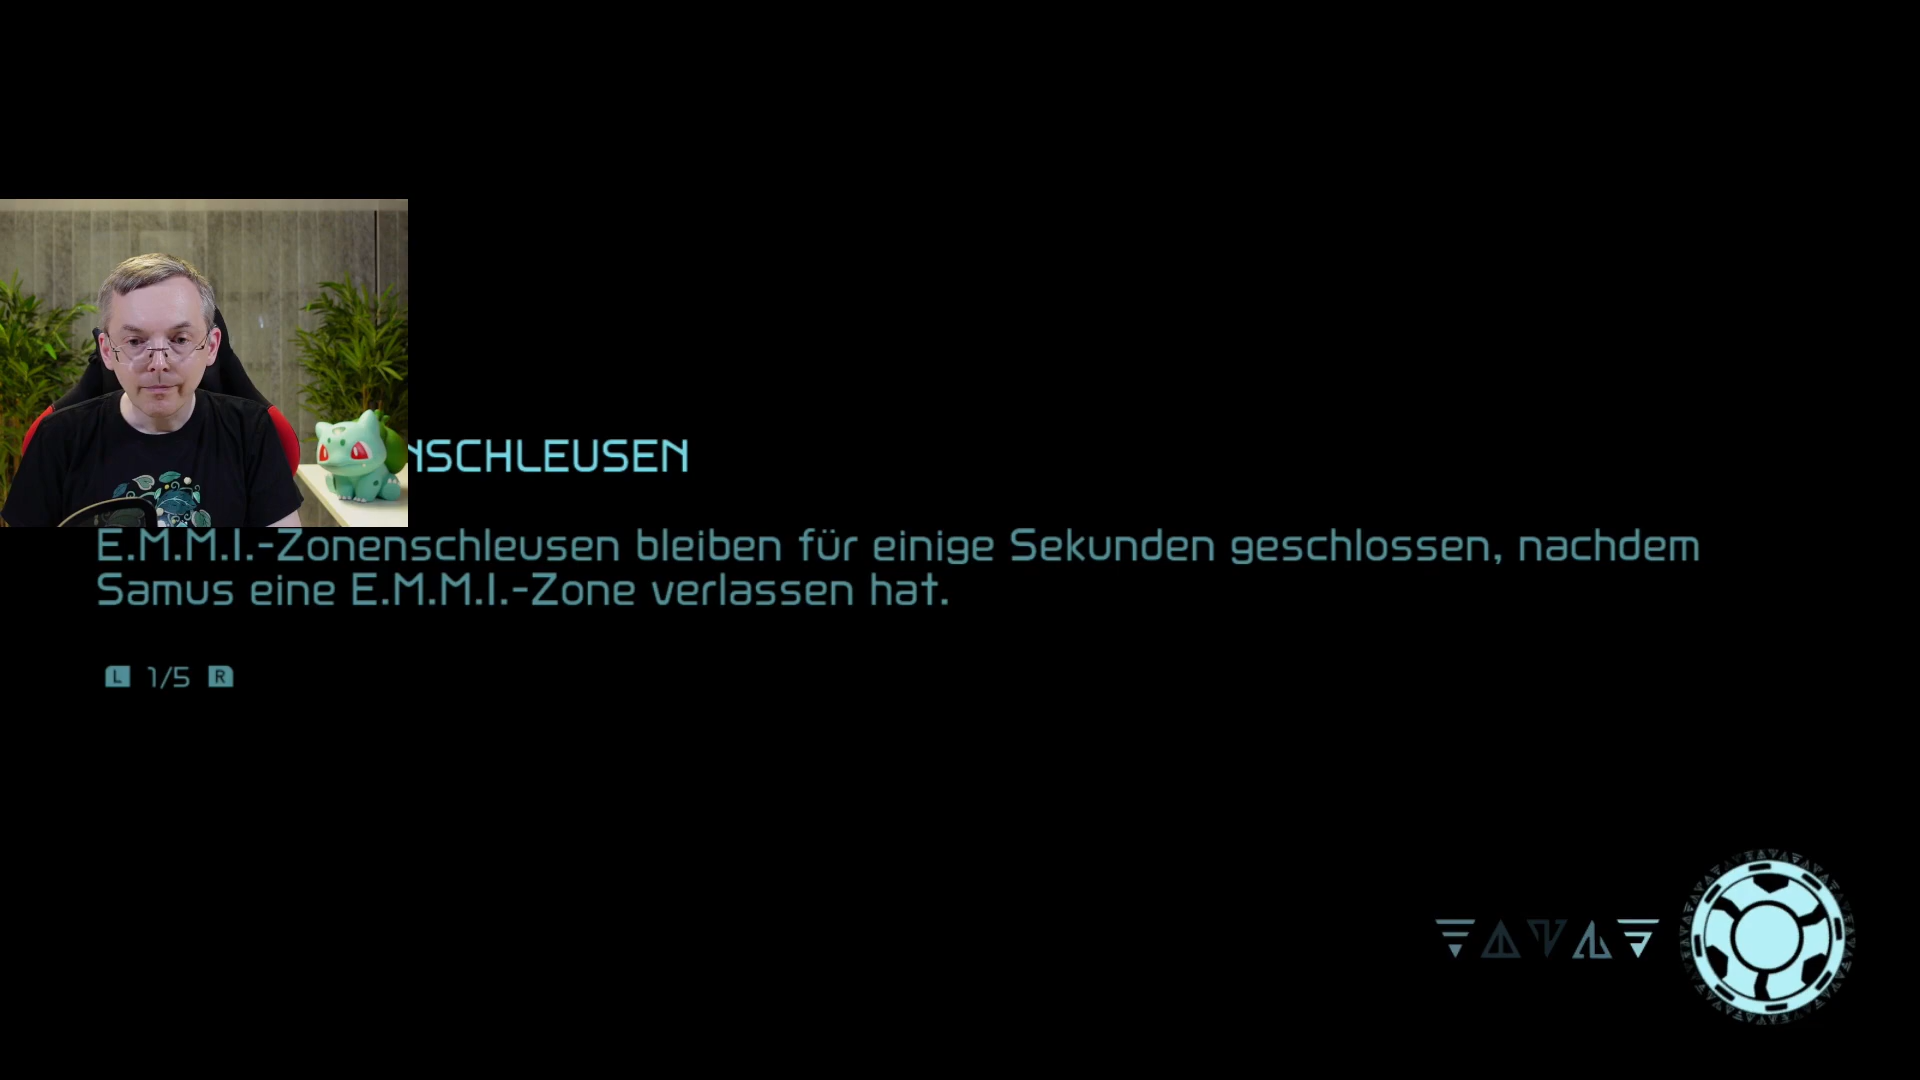 NSCHLEUSEN
E.M.M.I.-Zonenschleusen bleiben für einige Sekunden geschlossen, nachdem
Samus eine E.M.M.I.-Zone verlassen hat.
L 1/5 R